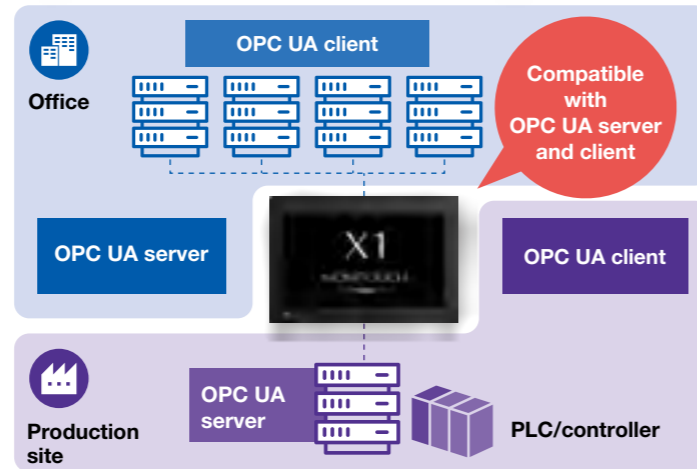 OPC UA client
Office
Compatible
with
OPC UA server
and client
X1
MONITOUCH
OPC UA server
OPC UA client
OPC UA
server
Production
site
PLC/controller